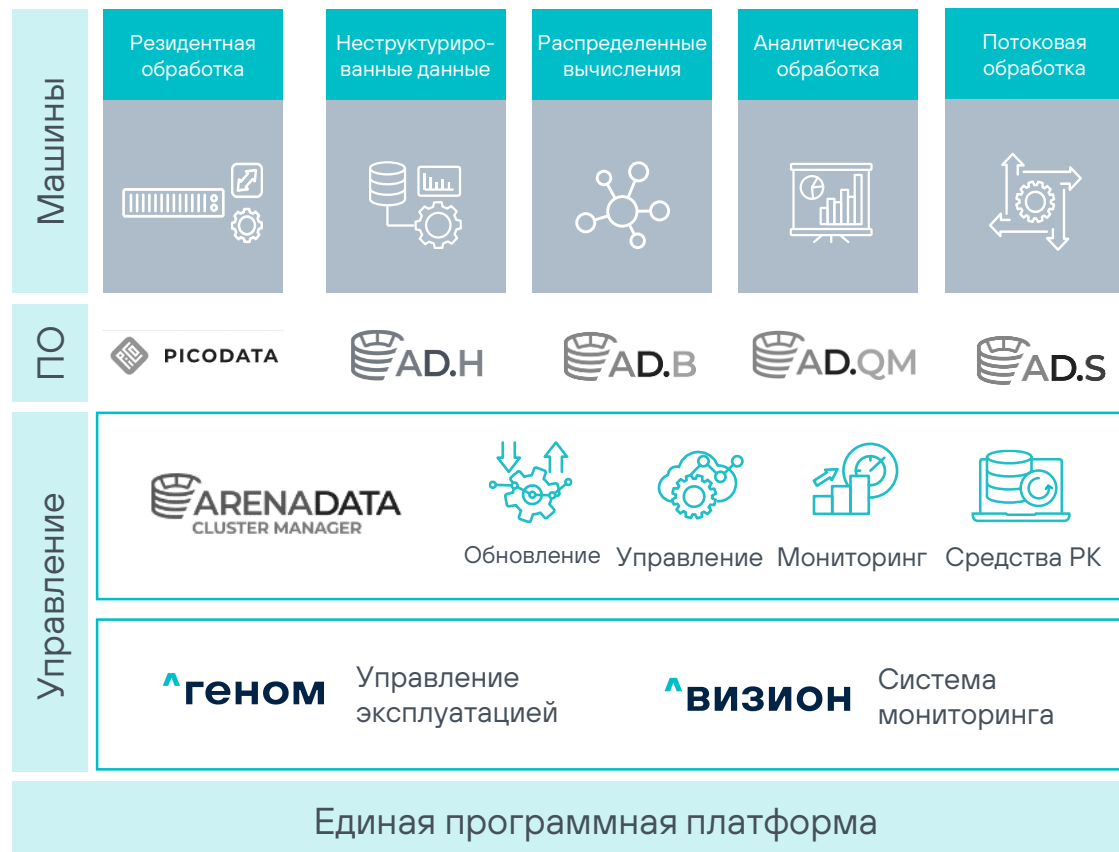 Машины
Резидентная
обработка
Неструктуриро-
ванные данные
Распределенные
вычисления
Аналитическая
обработка
Потоковая
обработка
ПО
PICODATA
AD.H
AD.B
AD.QM
AD.S
Управление
ARENADATA
CLUSTER MANAGER
Обновление
Управление
Мониторинг
Средства РК
^геном
Управление
эксплуатацией
^визион
Система
мониторинга
Единая программная платформа